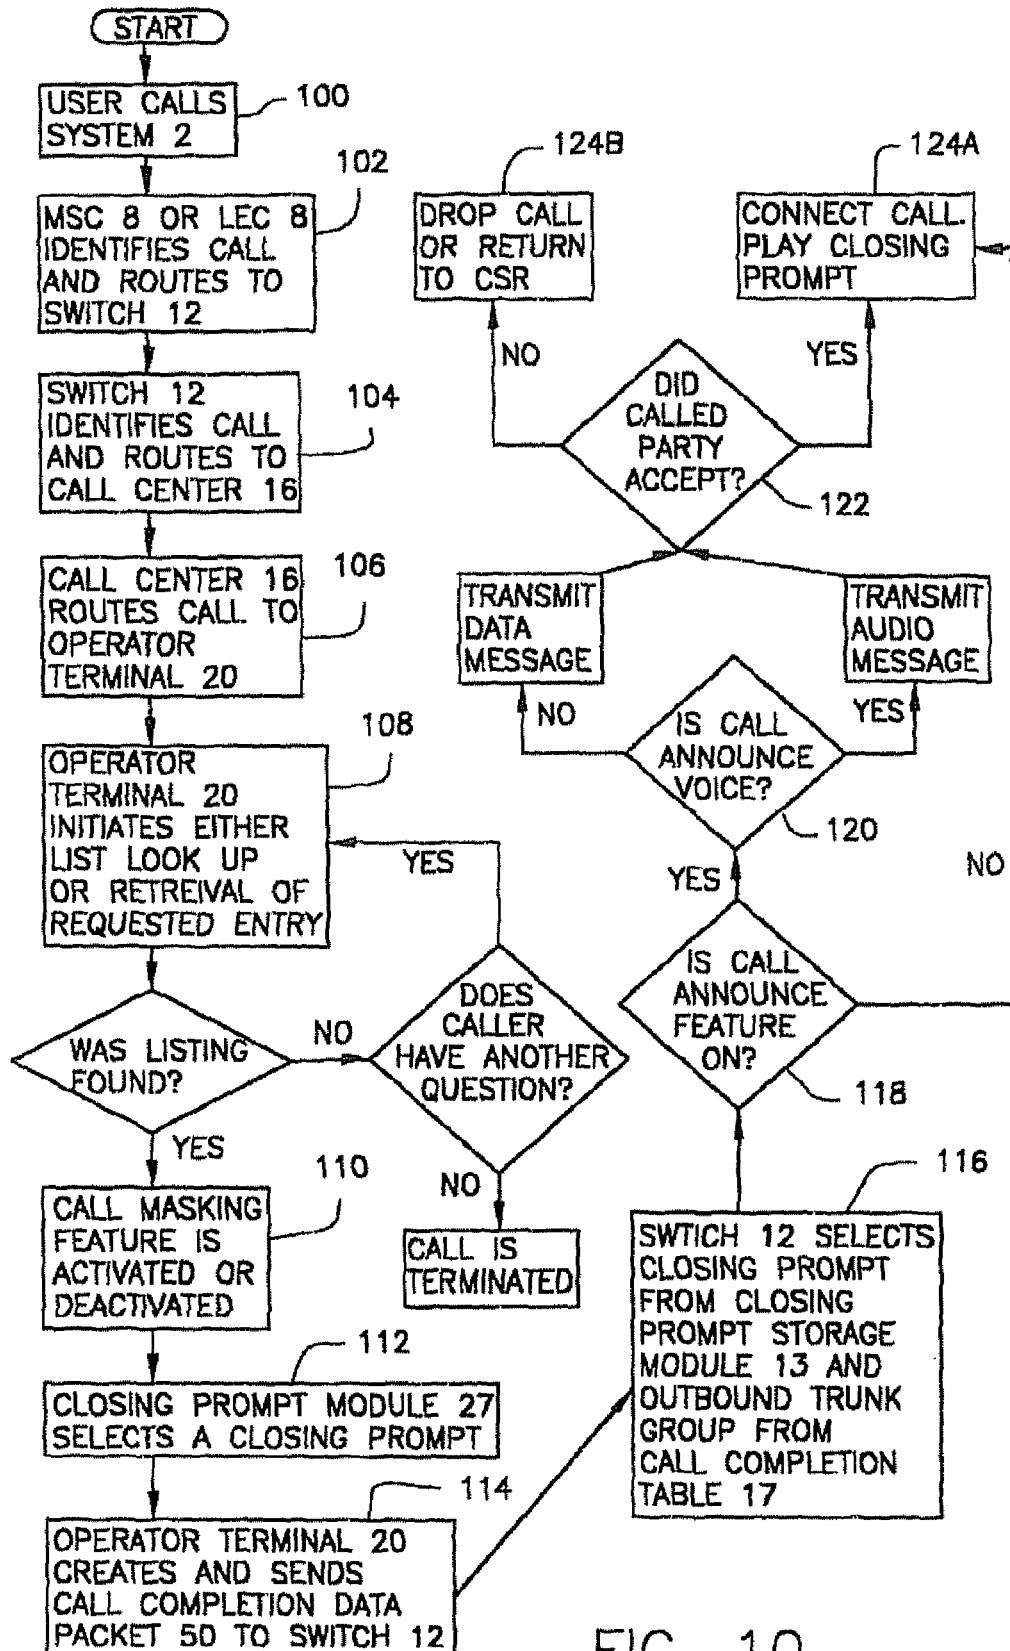 START
USER CALLS
SYSTEM 2
100
MSC 8 OR LEC 8
IDENTIFIES CALL
AND ROUTES TO
SWITCH 12
102
SWITCH 12
IDENTIFIES CALL
AND ROUTES TO
CALL CENTER 16
104
CALL CENTER 16
ROUTES CALL TO
OPERATOR
TERMINAL 20
106
OPERATOR
TERMINAL 20
INITIATES EITHER
LIST LOOK UP
OR RETREIVAL OF
REQUESTED ENTRY
108
WAS LISTING
FOUND?
NO
DOES
CALLER
HAVE ANOTHER
QUESTION?
YES
NO
CALL IS
TERMINATED
YES
CALL MASKING
FEATURE IS
ACTIVATED OR
DEACTIVATED
110
CLOSING PROMPT MODULE 27
SELECTS A CLOSING PROMPT
112
OPERATOR TERMINAL 20
CREATES AND SENDS
CALL COMPLETION DATA
PACKET 50 TO SWITCH 12
114
SWTICH 12 SELECTS
CLOSING PROMPT
FROM CLOSING
PROMPT STORAGE
MODULE 13 AND
OUTBOUND TRUNK
GROUP FROM
CALL COMPLETION
TABLE 17
116
IS CALL
ANNOUNCE
FEATURE
ON?
118
NO
YES
IS CALL
ANNOUNCE
VOICE?
120
NO
YES
TRANSMIT
DATA
MESSAGE
TRANSMIT
AUDIO
MESSAGE
DID
CALLED
PARTY
ACCEPT?
122
NO
YES
DROP CALL
OR RETURN
TO CSR
124B
CONNECT CALL.
PLAY CLOSING
PROMPT
124A
FIG. 10